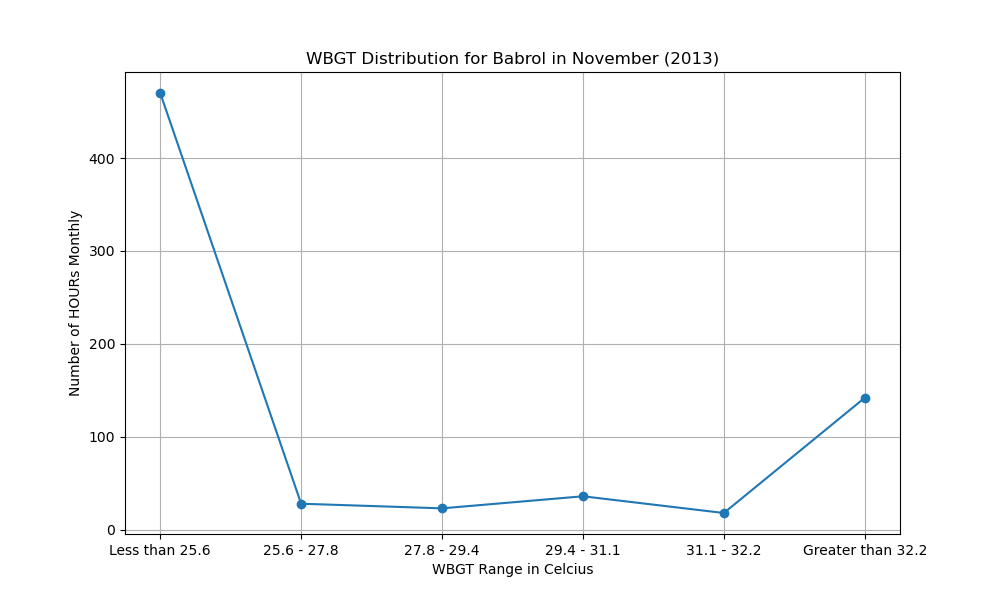 WBGT Distribution for Babrol in November (2013)
Number of HOURs Monthly
400
300
200
100
0
Less than 25.6
25.6 - 27.8
27.8 - 29.4
29.4 - 31.1
31.1 - 32.2
Greater than 32.2
WBGT Range in Celcius